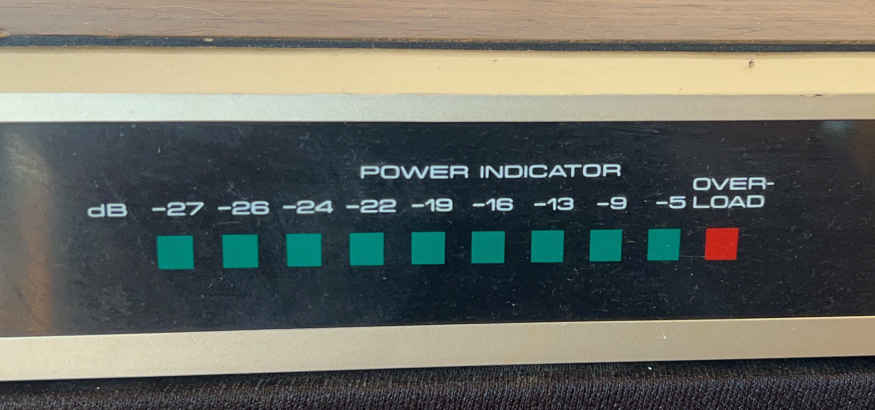 POWER INDICATOR
OVER-
dB -27 -26 -24 -22 -19 -16 -13 -9 -5 LOAD